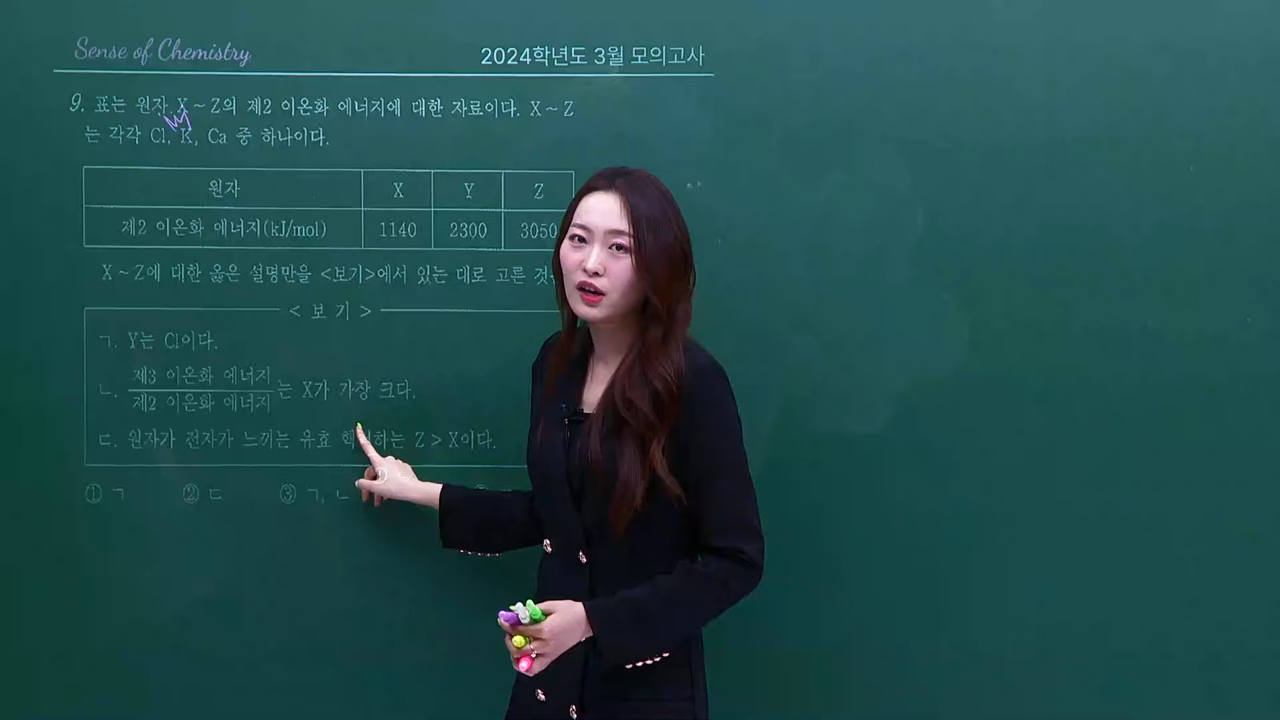 Sense of Chemistry
2024학년도 3월 모의고사
9. 표는 원자 X ~ Z의 제2 이온화 에너지에 대한 자료이다. X ~ Z
는 각각 Cl, K, Ca 중 하나이다.
원자 X Y Z
제2 이온화 에너지(kJ/mol) 1140 2300 3050
X ~ Z에 대한 옳은 설명만을 <보기>에서 있는 대로 고른 것
< 보 기 >
ㄱ. Y는 Cl이다.
ㄴ. 제3 이온화 에너지
제2 이온화 에너지
는 X가 가장 크다.
ㄷ. 원자가 전자가 느끼는 유효 하는 Z > X이다.
① ㄱ ② ㄷ ③ ㄱ, ㄴ